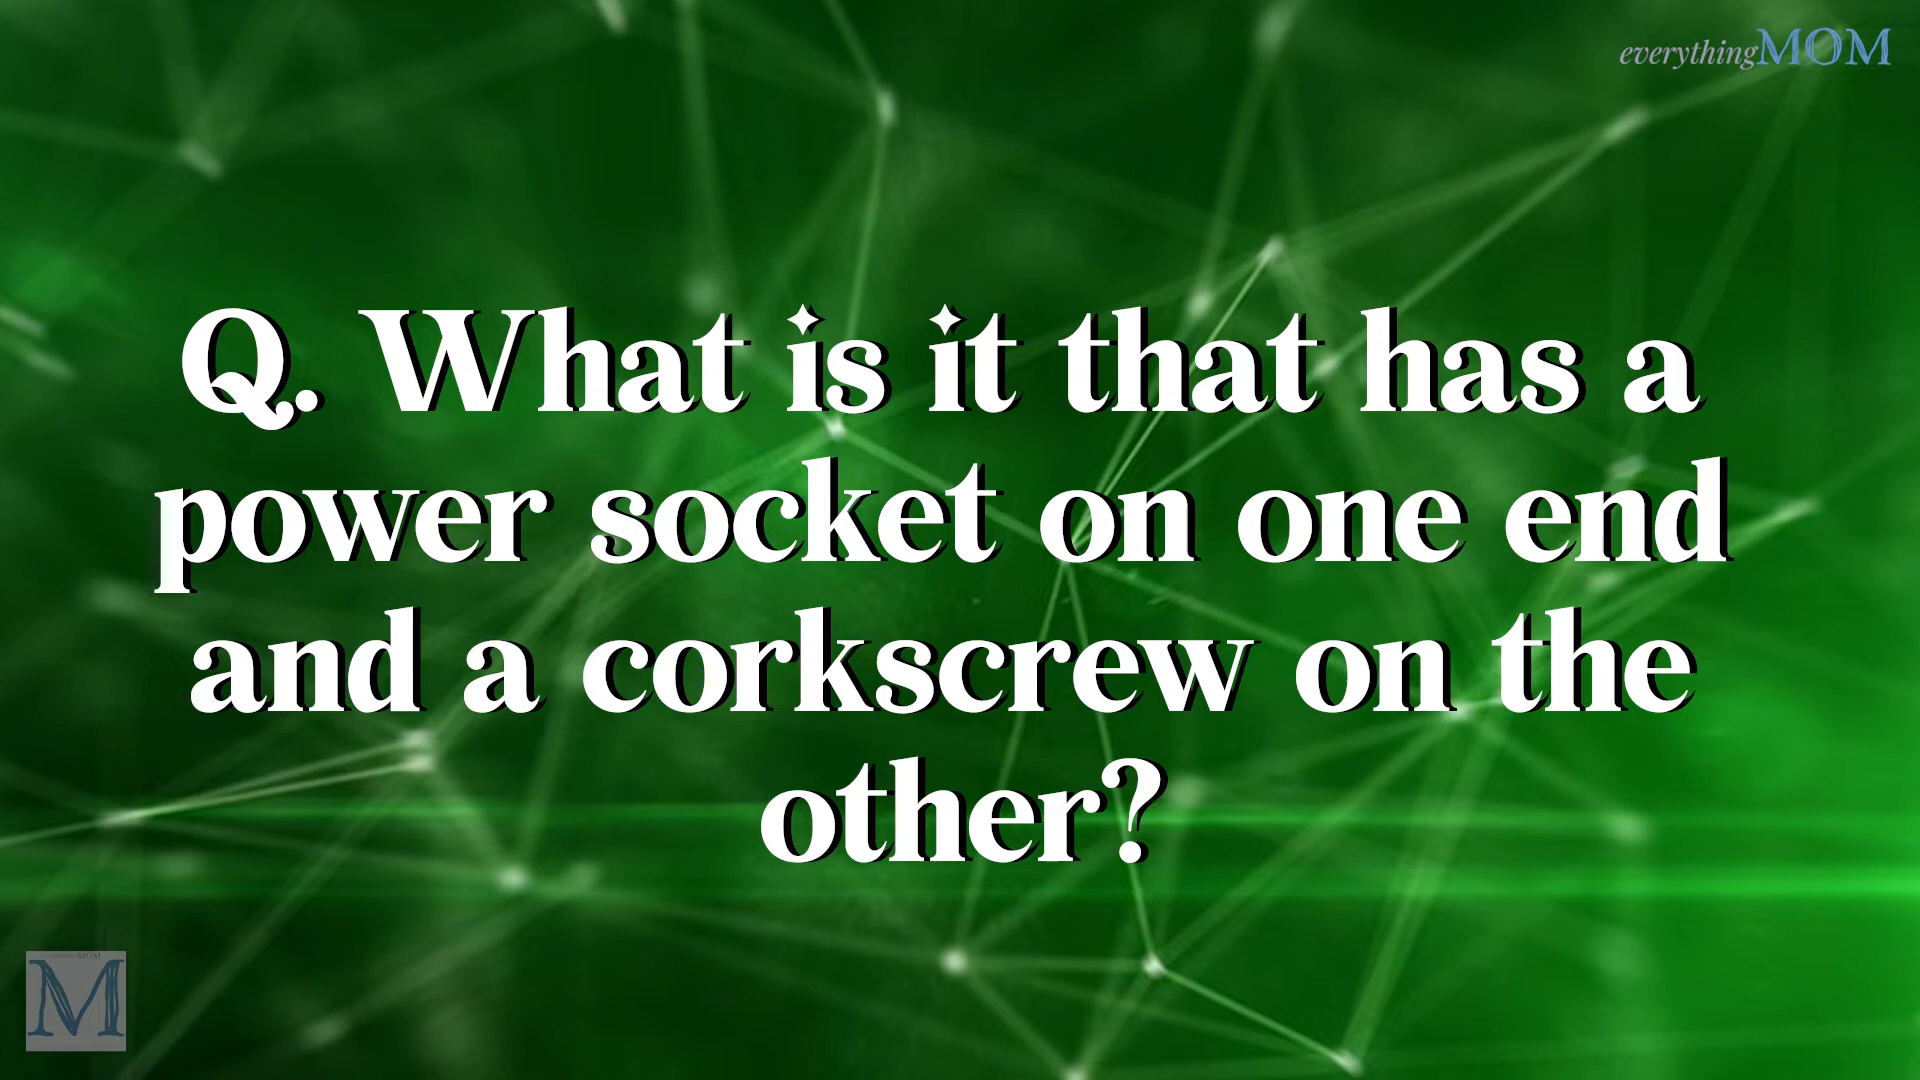 everythingMOM
Q. What is it that has a
power socket on one end
and a corkscrew on the
other?
M